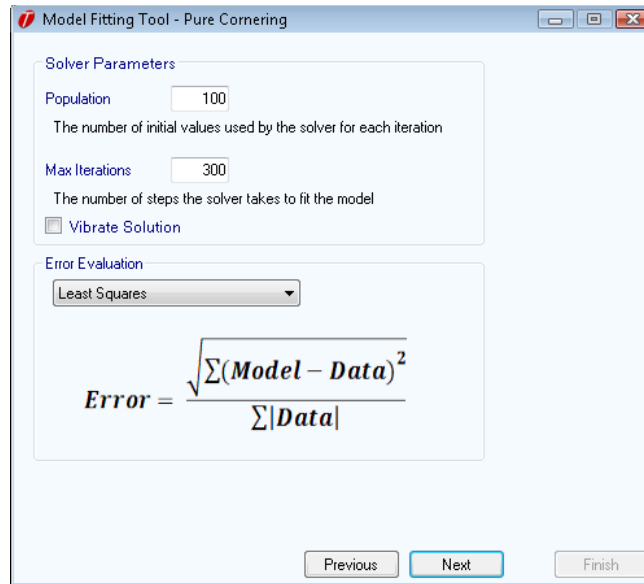 Model Fitting Tool - Pure Cornering
Solver Parameters
Population 100
The number of initial values used by the solver for each iteration
Max Iterations 300
The number of steps the solver takes to fit the model
Vibrate Solution
Error Evaluation
Least Squares
Error = √∑(Model − Data)² / ∑|Data|
Previous Next Finish